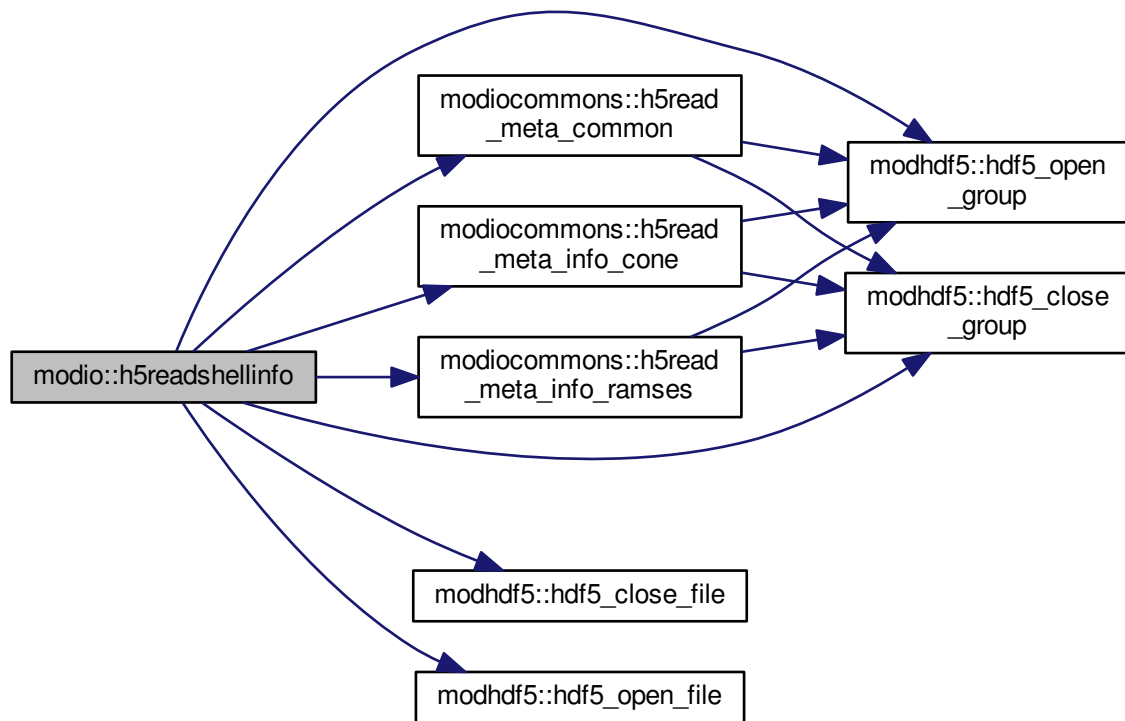 modio::h5readshellinfo
modiocommons::h5read
_meta_common
modiocommons::h5read
_meta_info_cone
modiocommons::h5read
_meta_info_ramses
modhdf5::hdf5_close_file
modhdf5::hdf5_open_file
modhdf5::hdf5_open
_group
modhdf5::hdf5_close
_group